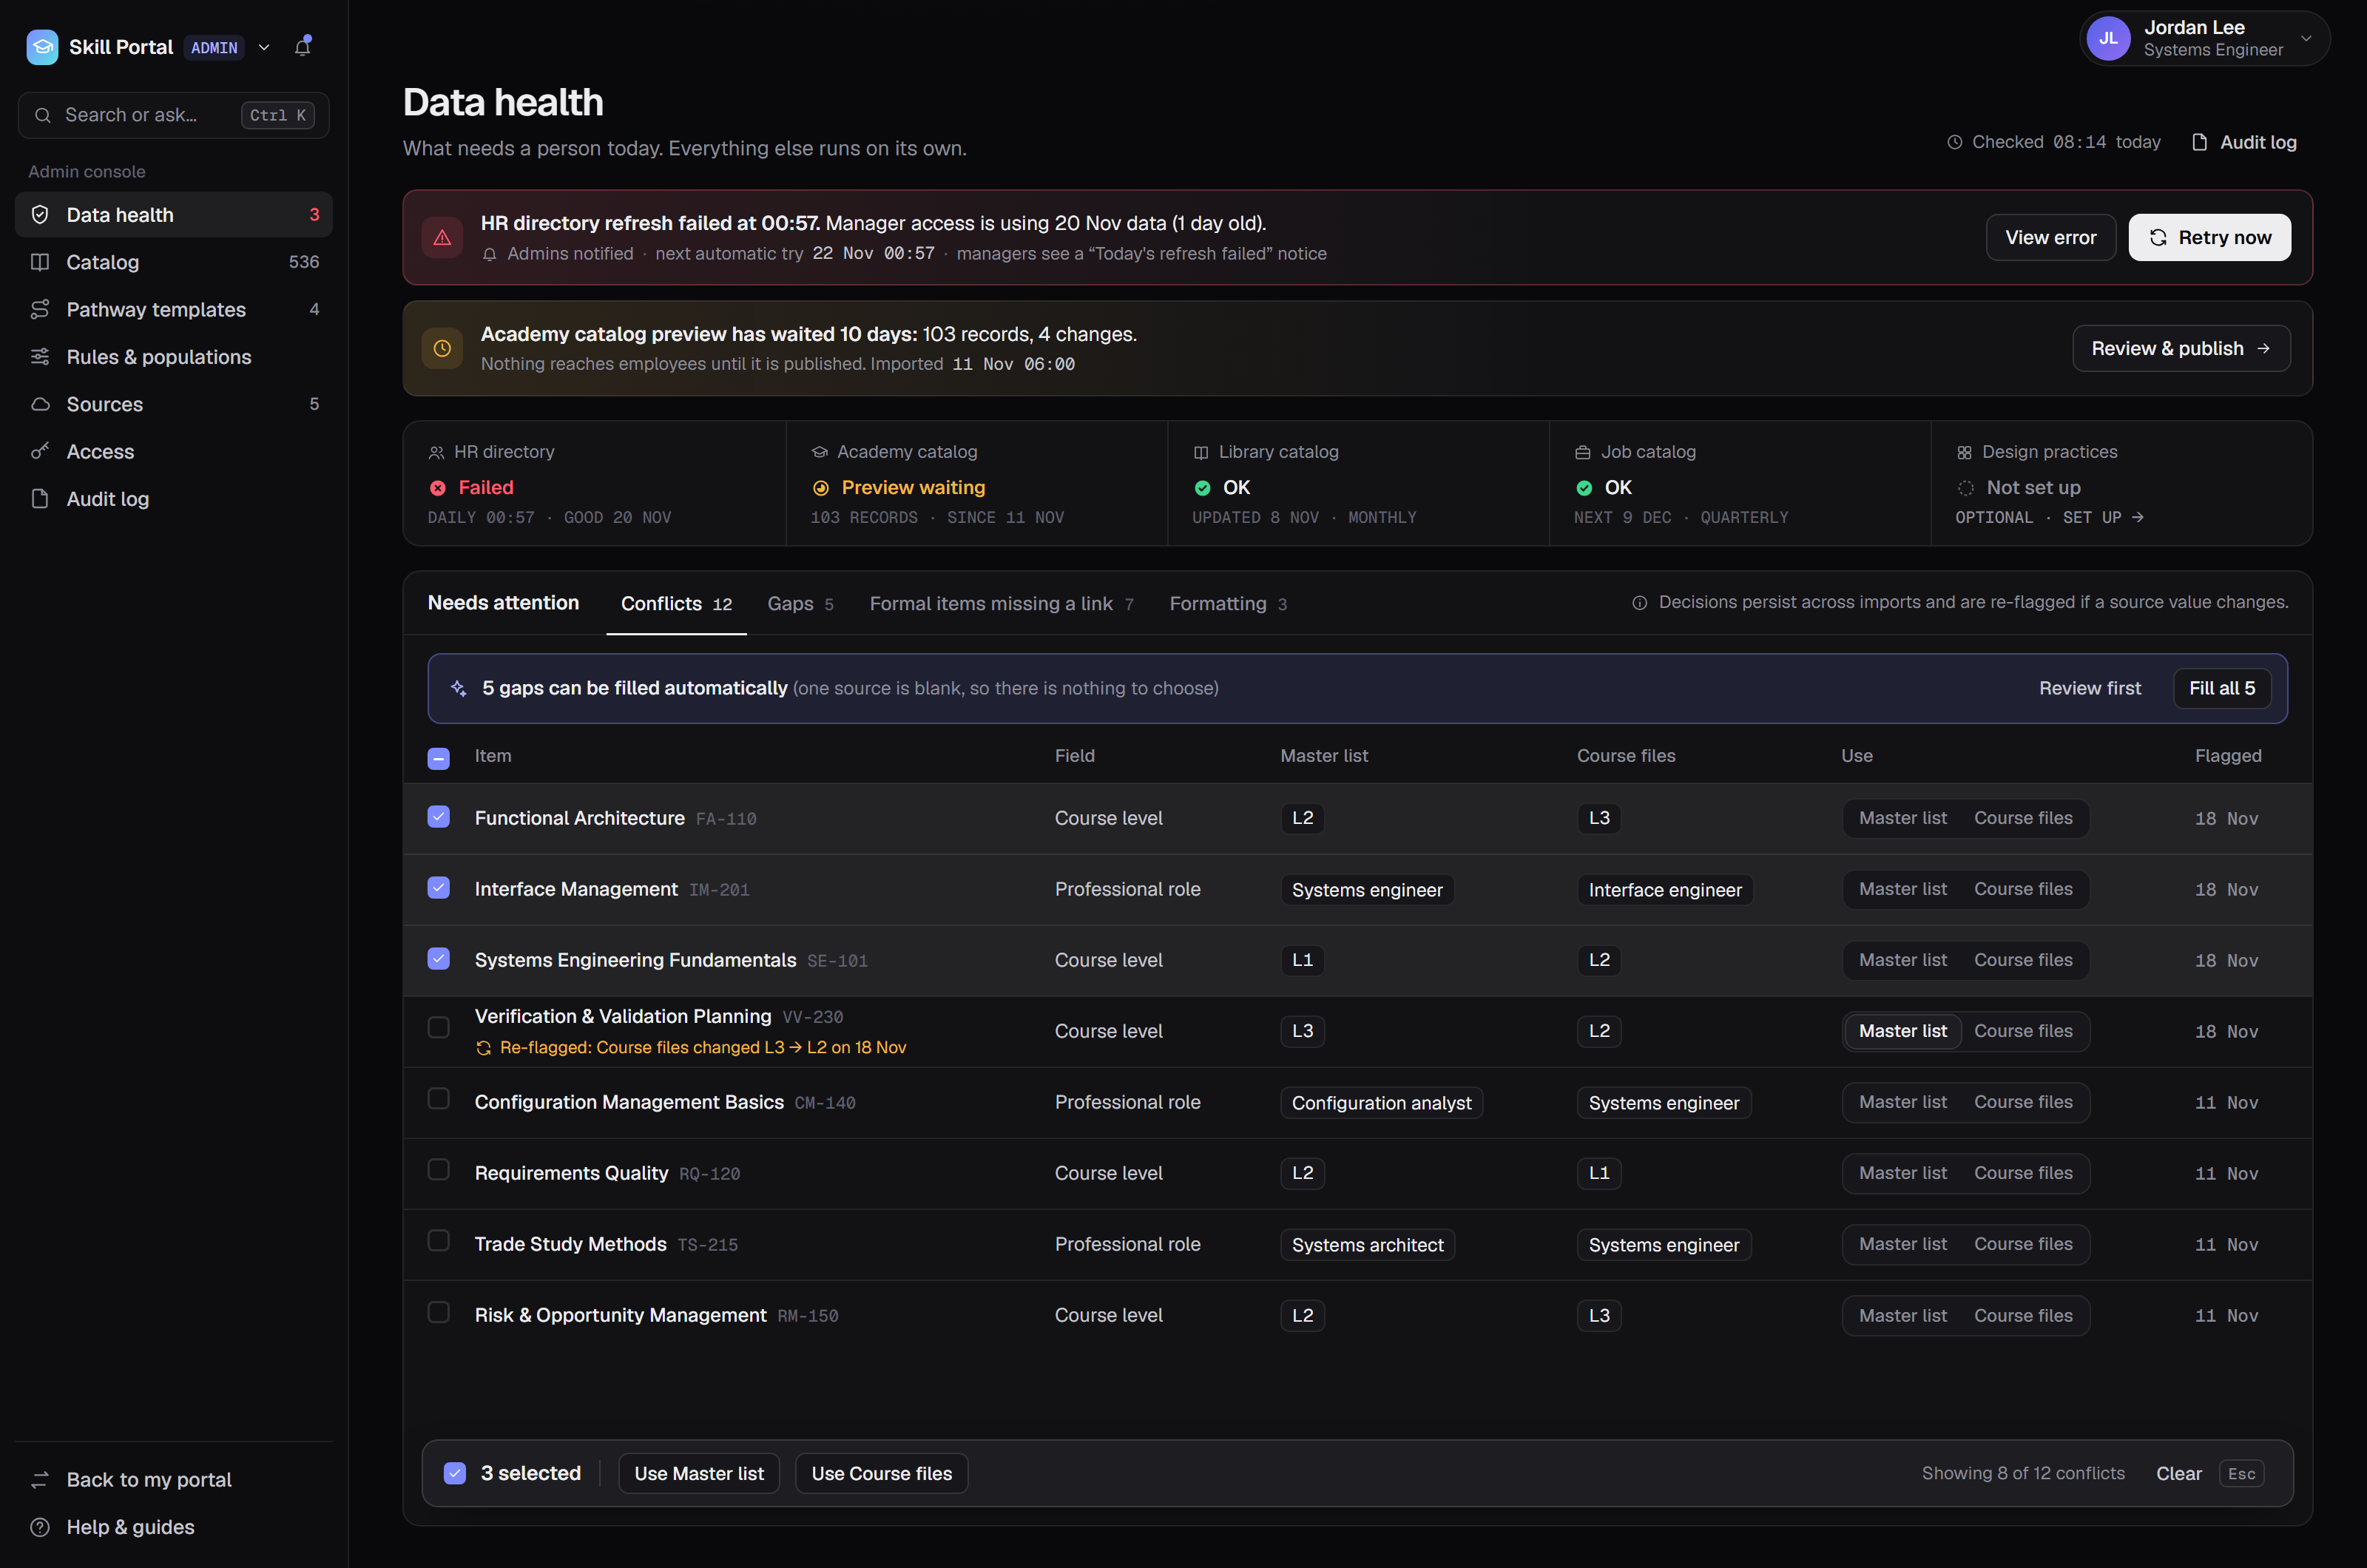 Skill Portal ADMIN
Search or ask... Ctrl K
Admin console
Data health 3
Catalog 536
Pathway templates 4
Rules & populations
Sources 5
Access
Audit log
Back to my portal
Help & guides
JL Jordan Lee
Systems Engineer
Data health
What needs a person today. Everything else runs on its own.
Checked 08:14 today Audit log
HR directory refresh failed at 00:57. Manager access is using 20 Nov data (1 day old).
Admins notified · next automatic try 22 Nov 00:57 · managers see a “Today's refresh failed” notice
View error Retry now
Academy catalog preview has waited 10 days: 103 records, 4 changes.
Nothing reaches employees until it is published. Imported 11 Nov 06:00
Review & publish →
HR directory
Failed
DAILY 00:57 · GOOD 20 NOV
Academy catalog
Preview waiting
103 RECORDS · SINCE 11 NOV
Library catalog
OK
UPDATED 8 NOV · MONTHLY
Job catalog
OK
NEXT 9 DEC · QUARTERLY
Design practices
Not set up
OPTIONAL · SET UP →
Needs attention Conflicts 12 Gaps 5 Formal items missing a link 7 Formatting 3
Decisions persist across imports and are re-flagged if a source value changes.
5 gaps can be filled automatically (one source is blank, so there is nothing to choose)
Review first Fill all 5
Item Field Master list Course files Use Flagged
Functional Architecture FA-110 Course level L2 L3 Master list Course files 18 Nov
Interface Management IM-201 Professional role Systems engineer Interface engineer Master list Course files 18 Nov
Systems Engineering Fundamentals SE-101 Course level L1 L2 Master list Course files 18 Nov
Verification & Validation Planning VV-230 Course level L3 L2 Master list Course files 18 Nov
Re-flagged: Course files changed L3 → L2 on 18 Nov
Configuration Management Basics CM-140 Professional role Configuration analyst Systems engineer Master list Course files 11 Nov
Requirements Quality RQ-120 Course level L2 L1 Master list Course files 11 Nov
Trade Study Methods TS-215 Professional role Systems architect Systems engineer Master list Course files 11 Nov
Risk & Opportunity Management RM-150 Course level L2 L3 Master list Course files 11 Nov
3 selected Use Master list Use Course files Showing 8 of 12 conflicts Clear Esc